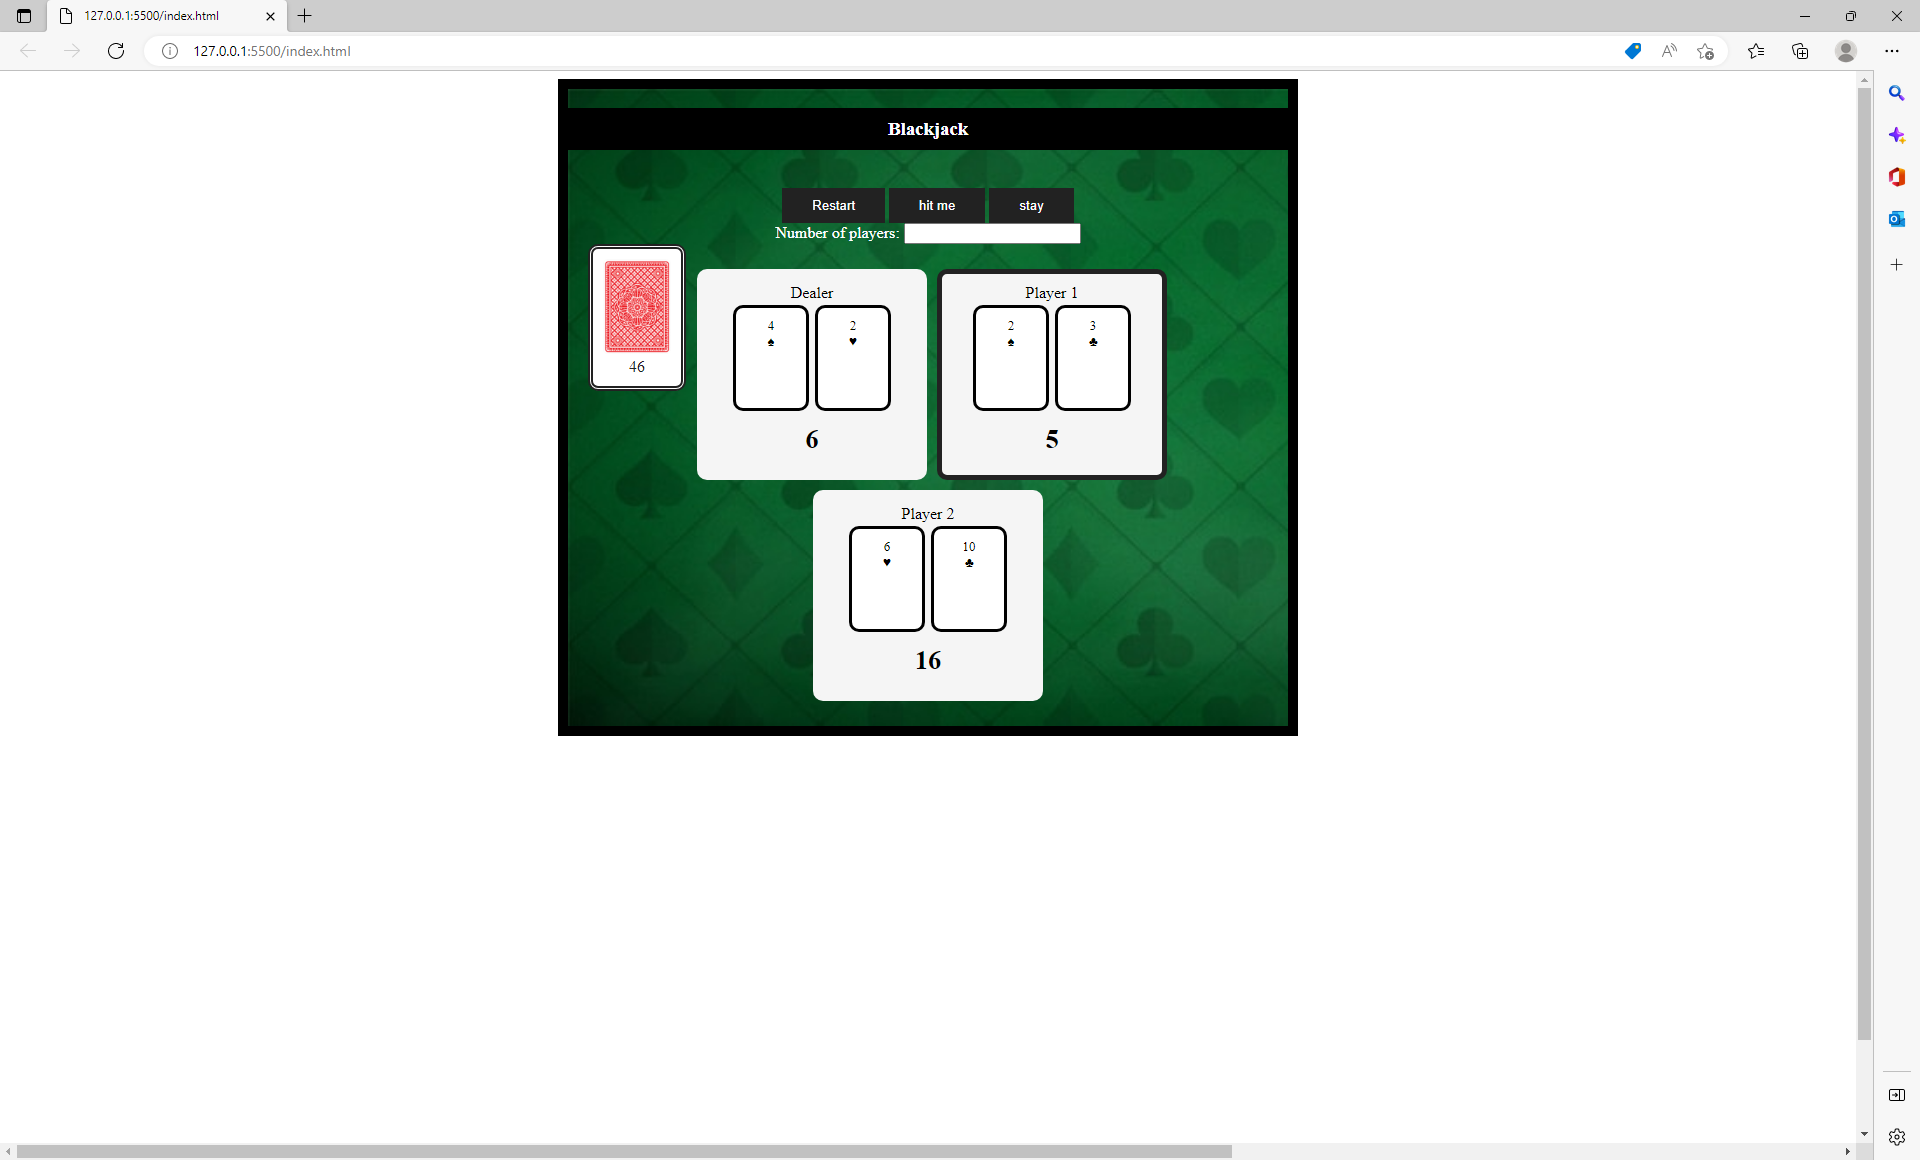 127.0.0.1:5500/index.html
127.0.0.1:5500/index.html
Blackjack
Restart hit me stay
Number of players:
46
Dealer
4 2
♠ ♥
6
Player 1
2 3
♠ ♣
5
Player 2
6 10
♥ ♣
16